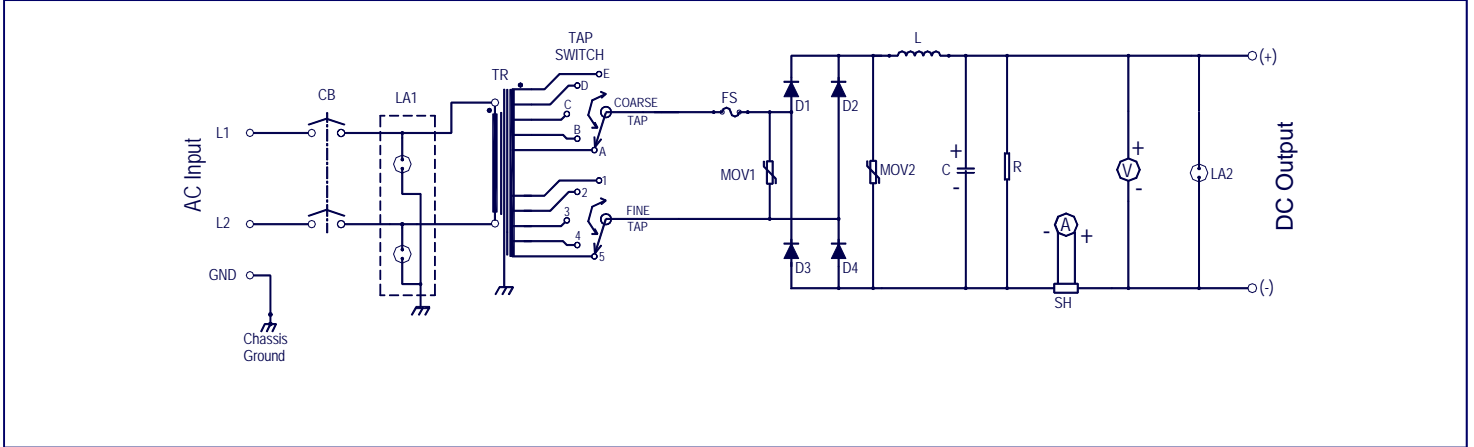 TAP
SWITCH
L
TR
E
D
C
B
A
COARSE
TAP
FS
D1
D2
(+)
CB
LA1
L1
AC Input
MOV1
MOV2
C
+
-
R
+
V
-
LA2
DC Output
1
2
3
4
5
FINE
TAP
L2
- A +
D3
D4
SH
(-)
GND
Chassis
Ground